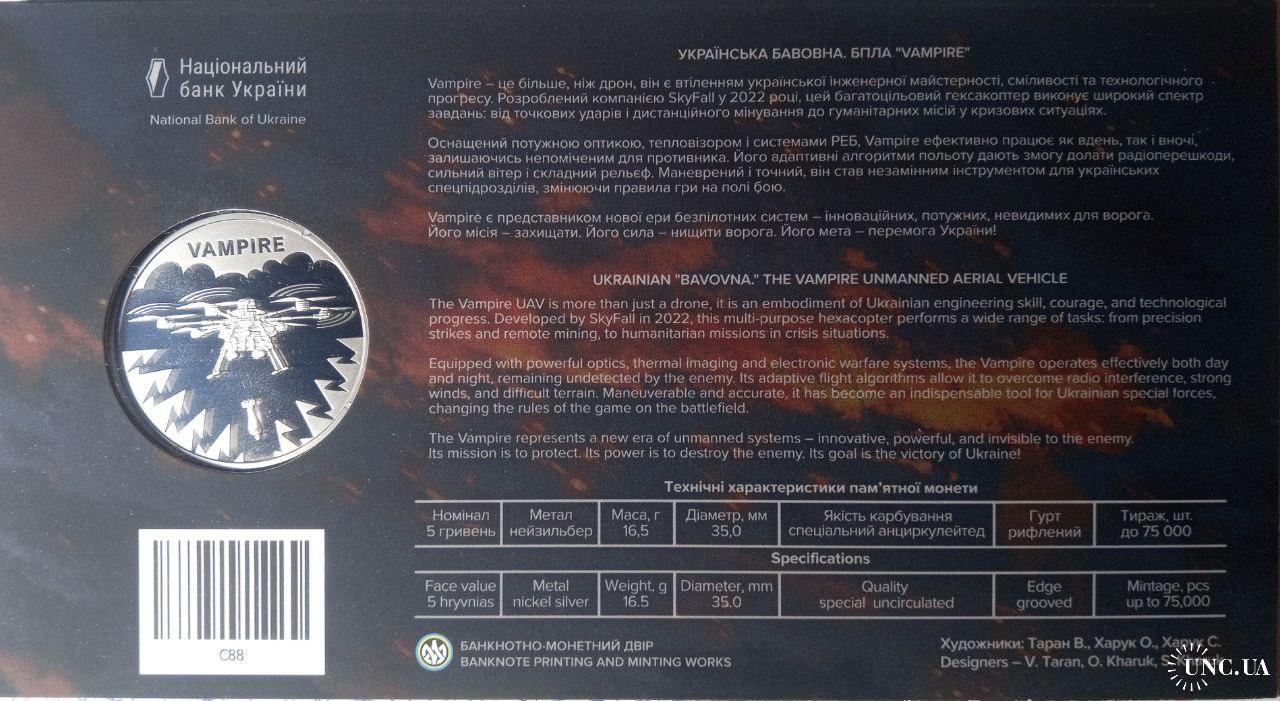 Національний
банк України
National Bank of Ukraine
VAMPIRE
C88
УКРАЇНСЬКА БАВОВНА. БПЛА "VAMPIRE"
Vampire – це більше, ніж дрон, він є втіленням української інженерної майстерності, сміливості та технологічного
прогресу. Розроблений компанією SkyFall у 2022 році, цей багатоцільовий гексакоптер виконує широкий спектр
завдань: від точкових ударів і дистанційного мінування до гуманітарних місій у кризових ситуаціях.
Оснащений потужною оптикою, тепловізором і системами РЕБ, Vampire ефективно працює як вдень, так і вночі,
залишаючись непоміченим для противника. Його адаптивні алгоритми польоту дають змогу долати радіоперешкоди,
сильний вітер і складний рельєф. Маневрений і точний, він став незамінним інструментом для українських
спецпідрозділів, змінюючи правила гри на полі бою.
Vampire є представником нової ери безпілотних систем – інноваційних, потужних, невидимих для ворога.
Його місія – захищати. Його сила – нищити ворога. Його мета – перемога України!
UKRAINIAN "BAVOVNA." THE VAMPIRE UNMANNED AERIAL VEHICLE
The Vampire UAV is more than just a drone, it is an embodiment of Ukrainian engineering skill, courage, and technological
progress. Developed by SkyFall in 2022, this multi-purpose hexacopter performs a wide range of tasks: from precision
strikes and remote mining, to humanitarian missions in crisis situations.
Equipped with powerful optics, thermal imaging and electronic warfare systems, the Vampire operates effectively both day
and night, remaining undetected by the enemy. Its adaptive flight algorithms allow it to overcome radio interference, strong
winds, and difficult terrain. Maneuverable and accurate, it has become an indispensable tool for Ukrainian special forces,
changing the rules of the game on the battlefield.
The Vampire represents a new era of unmanned systems – innovative, powerful, and invisible to the enemy.
Its mission is to protect. Its power is to destroy the enemy. Its goal is the victory of Ukraine!
Технічні характеристики пам'ятної монети
Номінал Метал Маса, г Діаметр, мм Якість карбування Гурт Тираж, шт.
5 гривень нейзильбер 16,5 35,0 спеціальний анциркулейтед рифлений до 75 000
Specifications
Face value Metal Weight, g Diameter, mm Quality Edge Mintage, pcs
5 hryvnias nickel silver 16.5 35.0 special uncirculated grooved up to 75,000
БАНКНОТНО-МОНЕТНИЙ ДВІР
BANKNOTE PRINTING AND MINTING WORKS
Художники: Таран В., Харук О., Харук С.
Designers – V. Taran, O. Kharuk, S.
UNC.UA